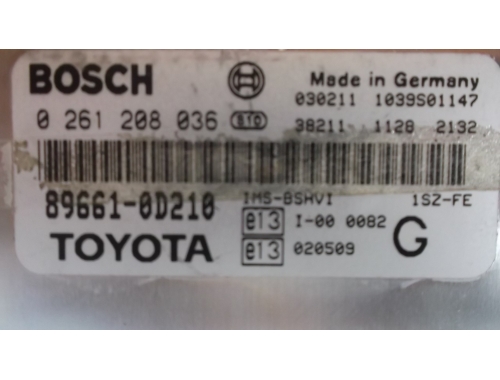 BOSCH Made in Germany
030211 1039S01147
0 261 208 036 B10 38211 1128 2132
89661-0D210 IMS-BSHVI 1SZ-FE
TOYOTA e13 I-00 0082 G
e13 020509